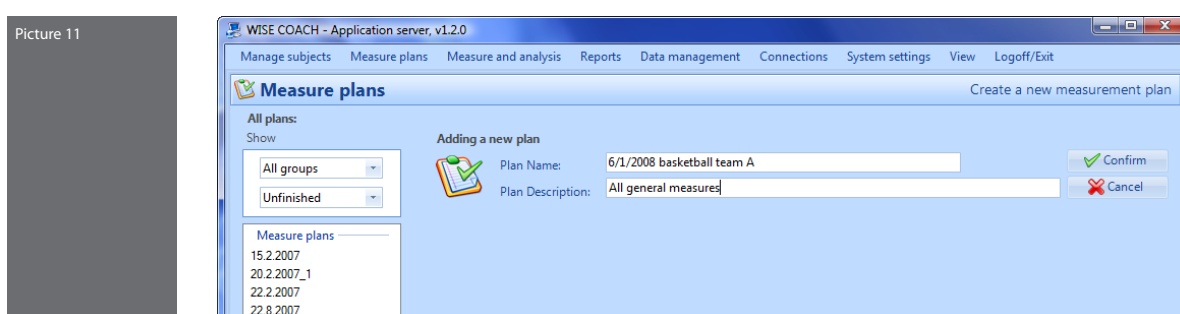 Picture 11
WISE COACH - Application server, v1.2.0
Manage subjects Measure plans Measure and analysis Reports Data management Connections System settings View Logoff/Exit
Measure plans
Create a new measurement plan
All plans:
Show
All groups
Unfinished
Adding a new plan
Plan Name: 6/1/2008 basketball team A
Confirm
Plan Description: All general measures
Cancel
Measure plans
15.2.2007
20.2.2007_1
22.2.2007
22.8.2007